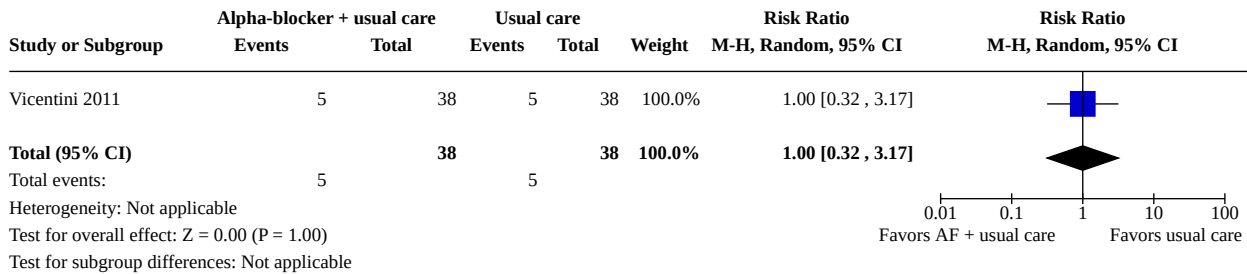 Alpha-blocker + usual care Usual care Risk Ratio Risk Ratio
Study or Subgroup Events Total Events Total Weight M-H, Random, 95% CI M-H, Random, 95% CI
Vicentini 2011 5 38 5 38 100.0% 1.00 [0.32 , 3.17]
Total (95% CI) 38 38 100.0% 1.00 [0.32 , 3.17]
Total events: 5 5
Heterogeneity: Not applicable
0.01 0.1 1 10 100
Test for overall effect: Z = 0.00 (P = 1.00) Favors AF + usual care Favors usual care
Test for subgroup differences: Not applicable